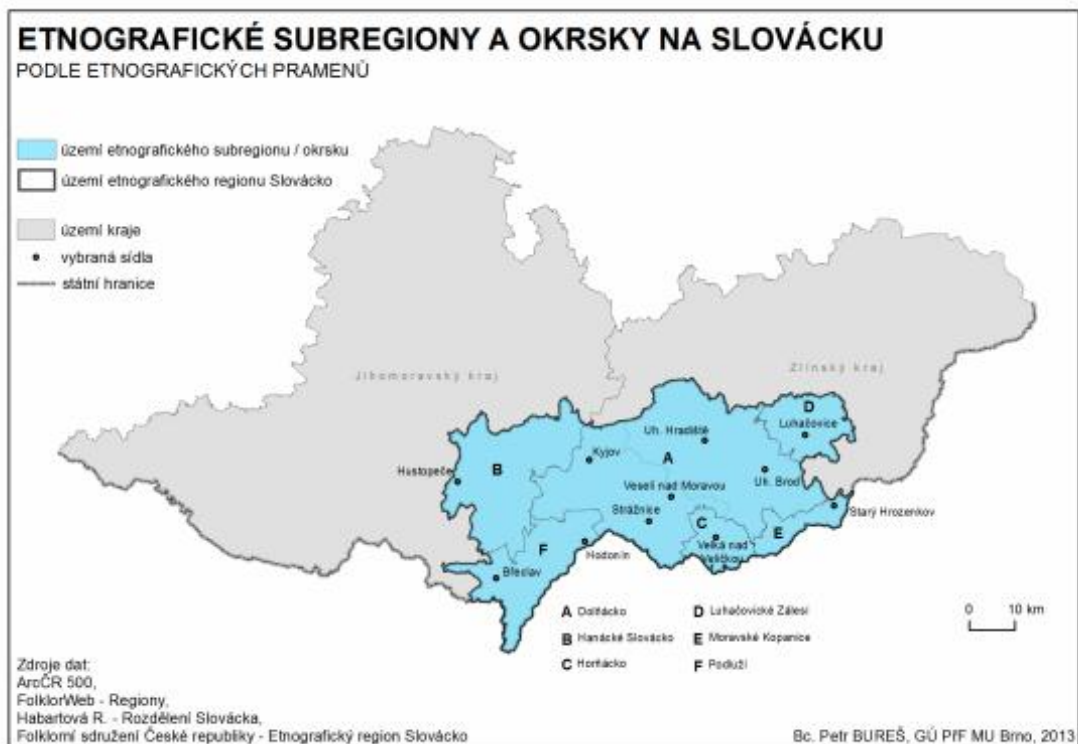 ETNOGRAFICKÉ SUBREGIONY A OKRSKY NA SLOVÁCKU
PODLE ETNOGRAFICKÝCH PRAMENŮ
území etnografického subregionu / okrsku
území etnografického regionu Slovácko
území kraje
vybraná sídla
státní hranice
Jihomoravský kraj
Zlínský kraj
D
Luhačovice
Uh. Hradiště
Kyjov
A
B
Hustopeče
Uh. Brod
Veselí nad Moravou
Starý Hrozenkov
Strážnice
C
E
Velká nad
Veličkou
F
Hodonín
Břeclav
A Dolňácko
B Hanácké Slovácko
C Horňácko
D Luhačovické Zálesí
E Moravské Kopanice
F Podluží
0 10 km
Zdroje dat:
ArcČR 500,
FolklorWeb - Regiony,
Habartová R. - Rozdělení Slovácka,
Folklorní sdružení České republiky - Etnografický region Slovácko
Bc. Petr BUREŠ, GÚ PřF MU Brno, 2013